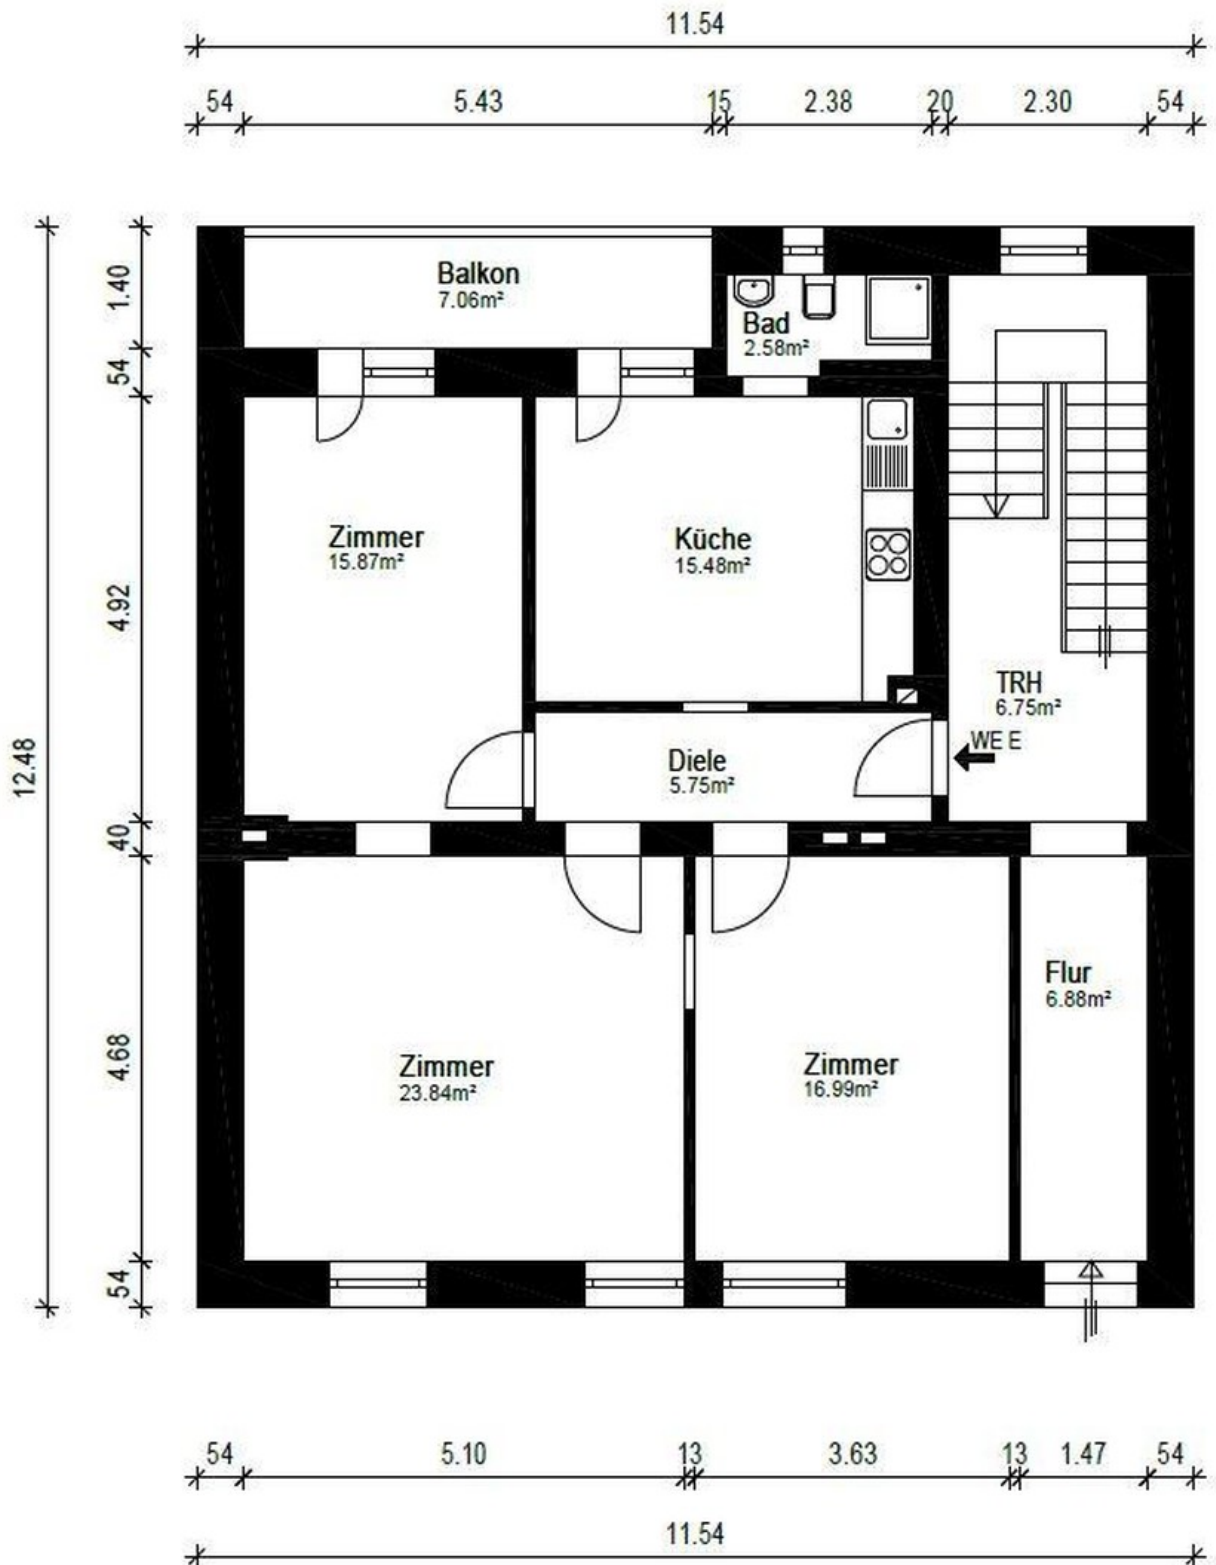 11.54
54 5.43 15 2.38 20 2.30 54
1.40
54
4.92
12.48
40
4.68
54
Balkon
7.06m²
Bad
2.58m²
Zimmer
15.87m²
Küche
15.48m²
TRH
6.75m²
WE E
Diele
5.75m²
Flur
6.88m²
Zimmer
23.84m²
Zimmer
16.99m²
54 5.10 13 3.63 13 1.47 54
11.54